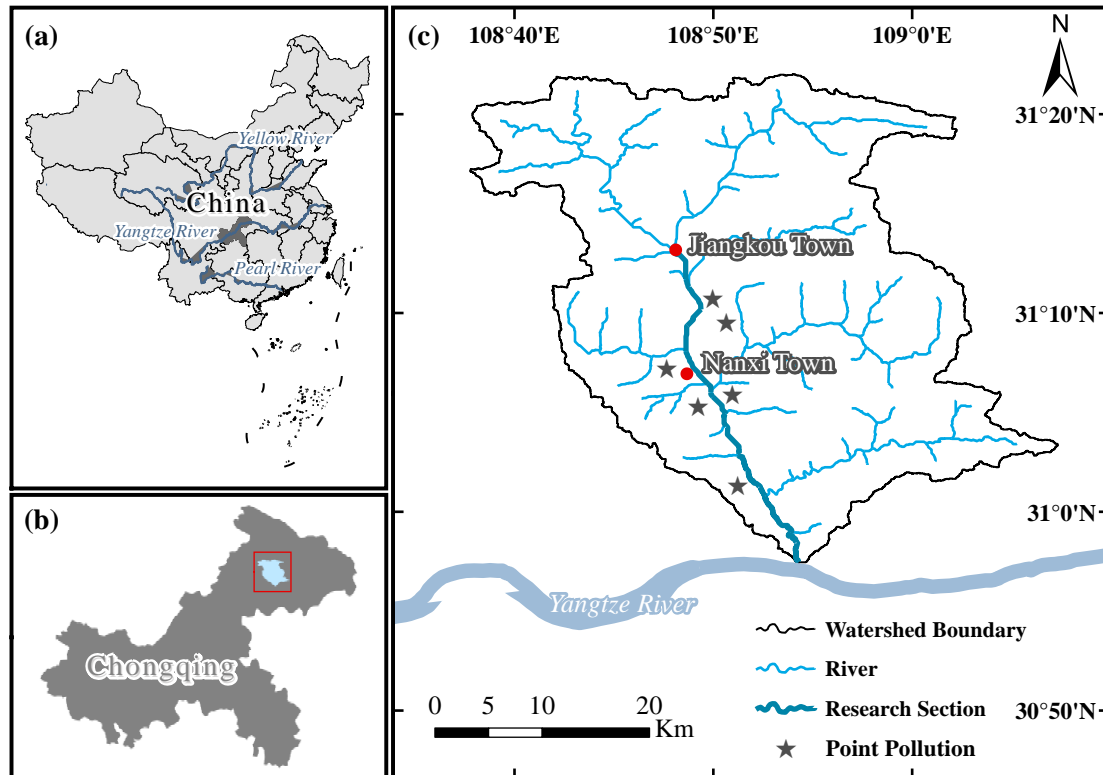 (a)
Yellow River
China
Yangtze River
Pearl River
(b)
Chongqing
(c)
108°40'E
108°50'E
109°0'E
N
31°20'N
Jiangkou Town
31°10'N
Nanxi Town
31°0'N
Yangtze River
Watershed Boundary
River
Research Section
Point Pollution
30°50'N
0
5
10
20
Km